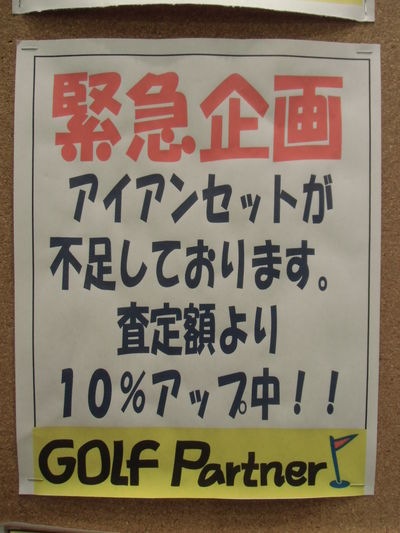 緊急企画
アイアンセットが
不足しております。
査定額より
10%アップ中!!
GOLF Partner